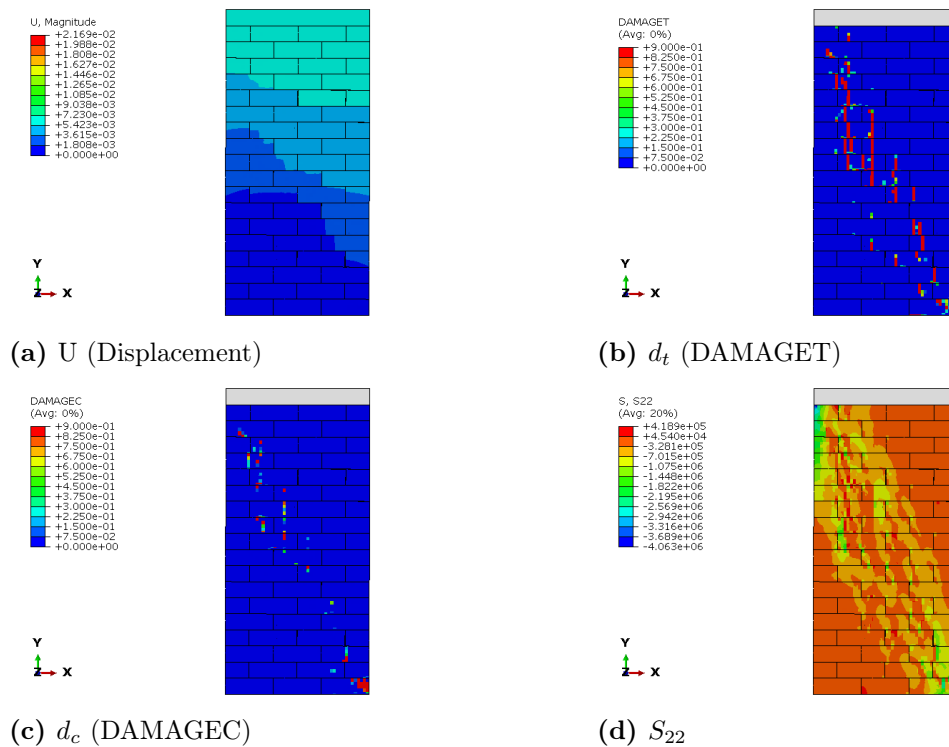 U, Magnitude
+2.169e-02
+1.988e-02
+1.808e-02
+1.627e-02
+1.446e-02
+1.265e-02
+1.085e-02
+9.038e-03
+7.230e-03
+5.423e-03
+3.615e-03
+1.808e-03
+0.000e+00
Y
Z X
(a) U (Displacement)
DAMAGET
(Avg: 0%)
+9.000e-01
+8.250e-01
+7.500e-01
+6.750e-01
+6.000e-01
+5.250e-01
+4.500e-01
+3.750e-01
+3.000e-01
+2.250e-01
+1.500e-01
+7.500e-02
+0.000e+00
Y
Z X
(b) d_t (DAMAGET)
DAMAGEC
(Avg: 0%)
+9.000e-01
+8.250e-01
+7.500e-01
+6.750e-01
+6.000e-01
+5.250e-01
+4.500e-01
+3.750e-01
+3.000e-01
+2.250e-01
+1.500e-01
+7.500e-02
+0.000e+00
Y
Z X
(c) d_c (DAMAGEC)
S, S22
(Avg: 20%)
+4.189e+05
+4.540e+04
-3.281e+05
-7.015e+05
-1.075e+06
-1.448e+06
-1.822e+06
-2.195e+06
-2.569e+06
-2.942e+06
-3.316e+06
-3.689e+06
-4.063e+06
Y
Z X
(d) S_22